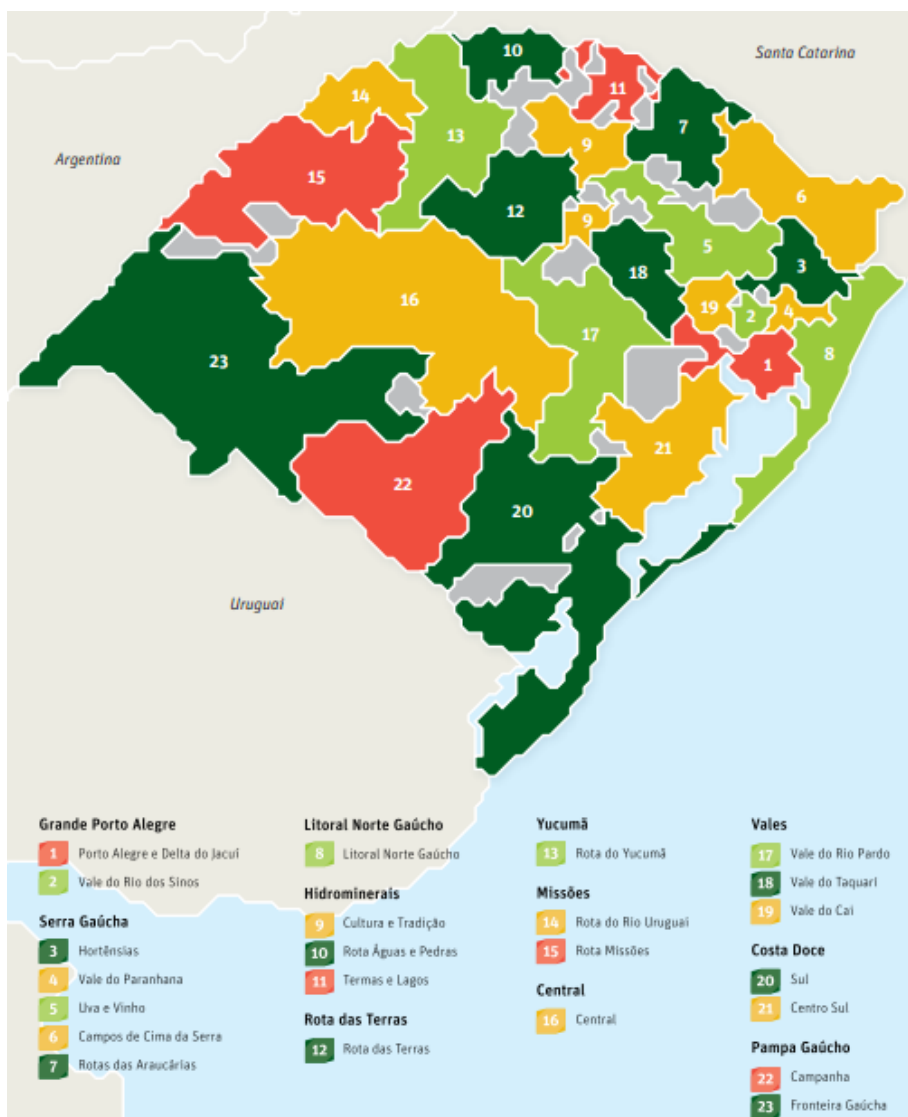 Santa Catarina
Argentina
Uruguai
10
14
11
13
7
9
15
6
12
9
5
18
3
16
19
2
4
17
23
8
1
21
22
20
Grande Porto Alegre
1 Porto Alegre e Delta do Jacuí
2 Vale do Rio dos Sinos
Serra Gaúcha
3 Hortênsias
4 Vale do Paranhana
5 Uva e Vinho
6 Campos de Cima da Serra
7 Rotas das Araucárias
Litoral Norte Gaúcho
8 Litoral Norte Gaúcho
Hidrominerais
9 Cultura e Tradição
10 Rota Águas e Pedras
11 Termas e Lagos
Rota das Terras
12 Rota das Terras
Yucumã
13 Rota do Yucumã
Missões
14 Rota do Rio Uruguai
15 Rota Missões
Central
16 Central
Vales
17 Vale do Rio Pardo
18 Vale do Taquari
19 Vale do Cai
Costa Doce
20 Sul
21 Centro Sul
Pampa Gaúcho
22 Campanha
23 Fronteira Gaúcha